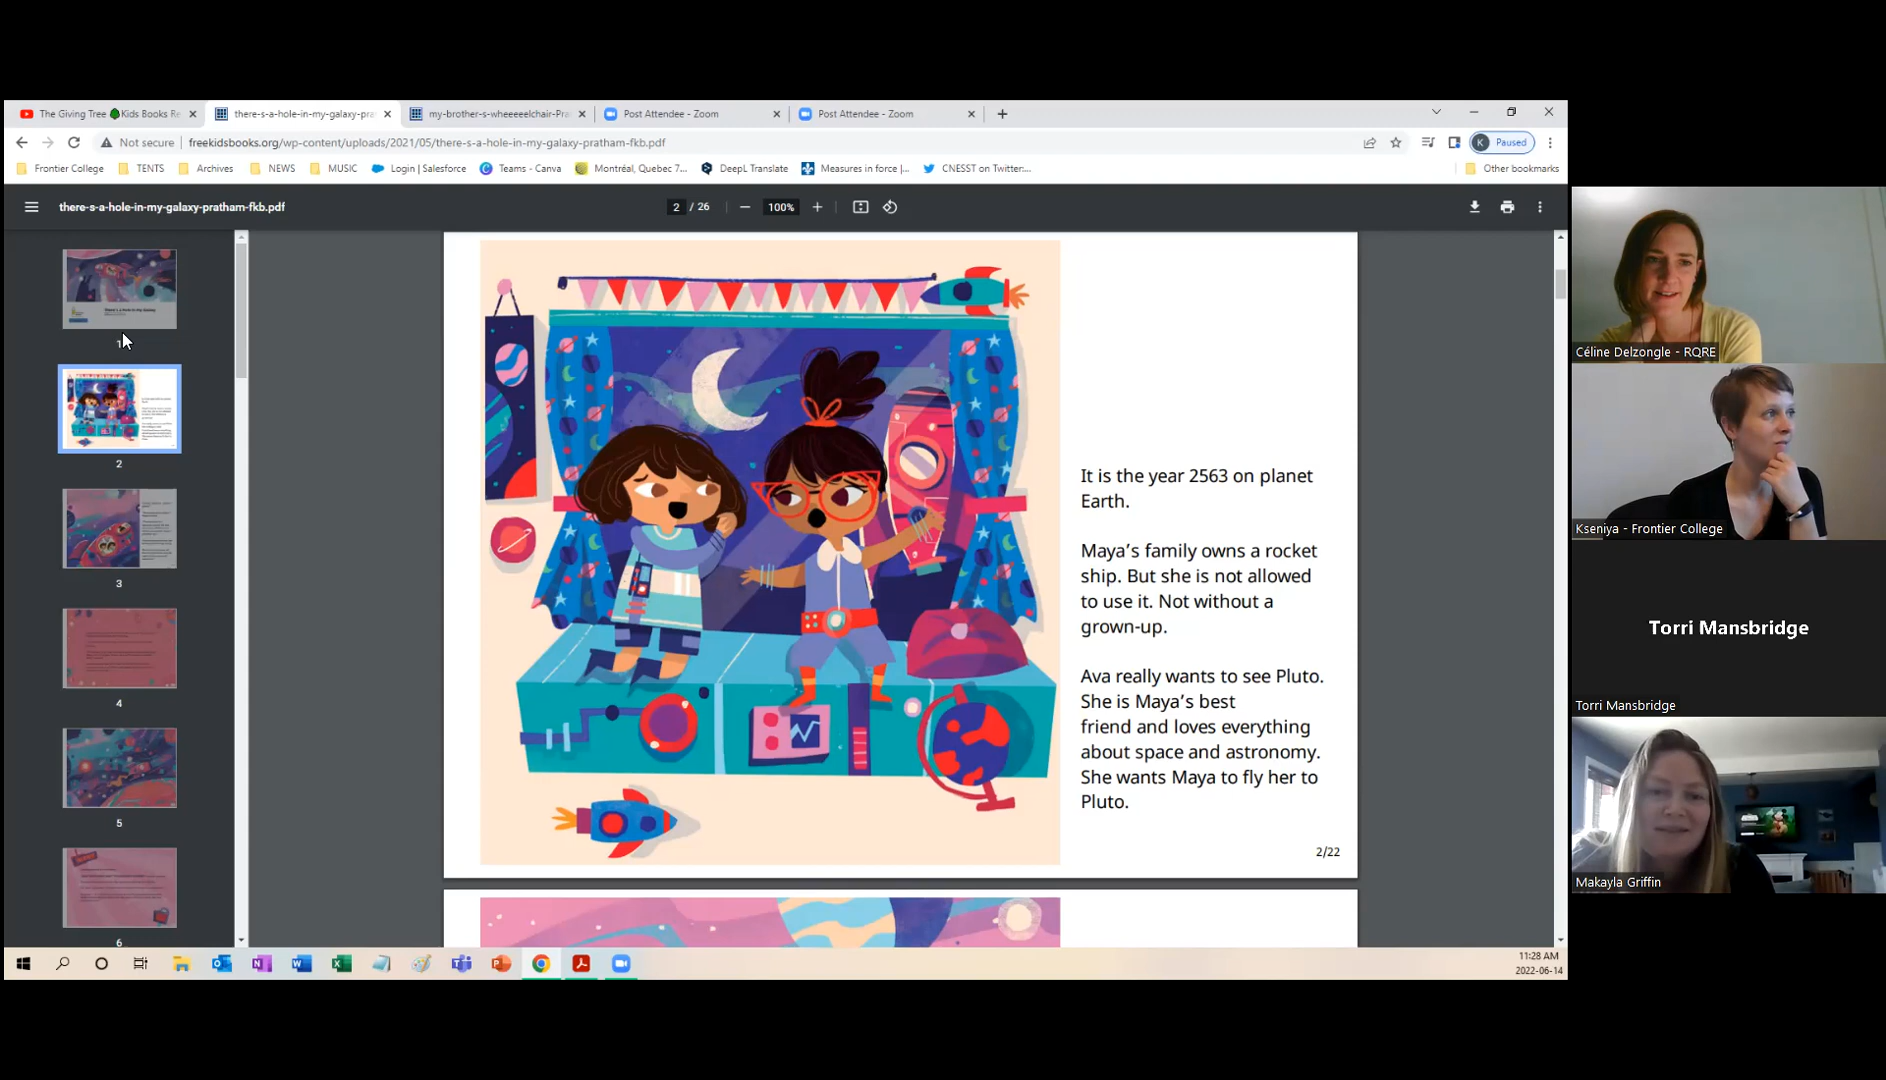 The Giving Tree Kids Books Re
there-s-a-hole-in-my-galaxy-pra
my-brother-s-wheeeeelchair-Pra
Post Attendee - Zoom
Post Attendee - Zoom
Not secure
freekidsbooks.org/wp-content/uploads/2021/05/there-s-a-hole-in-my-galaxy-pratham-fkb.pdf
K Paused
Frontier College
TENTS
Archives
NEWS
MUSIC
Login | Salesforce
Teams - Canva
Montréal, Quebec 7...
DeepL Translate
Measures in force |...
CNESST on Twitter:...
Other bookmarks
there-s-a-hole-in-my-galaxy-pratham-fkb.pdf
2 / 26
100%
1
2
3
4
5
6
It is the year 2563 on planet
Earth.
Maya’s family owns a rocket
ship. But she is not allowed
to use it. Not without a
grown-up.
Ava really wants to see Pluto.
She is Maya’s best
friend and loves everything
about space and astronomy.
She wants Maya to fly her to
Pluto.
2/22
Céline Delzongle - RQRE
Kseniya - Frontier College
Torri Mansbridge
Torri Mansbridge
Makayla Griffin
11:28 AM
2022-06-14